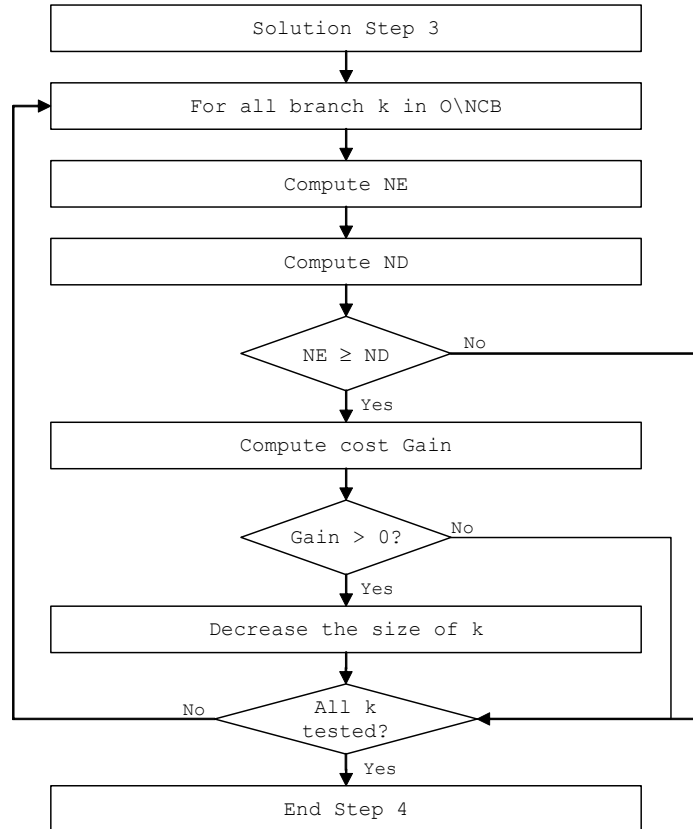 Solution Step 3
For all branch k in O\NCB
Compute NE
Compute ND
NE ≥ ND
No
Yes
Compute cost Gain
Gain > 0?
No
Yes
Decrease the size of k
All k
tested?
No
Yes
End Step 4